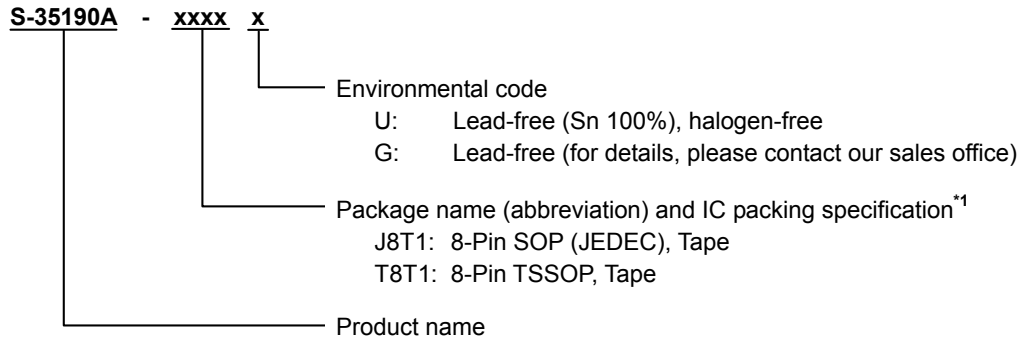 S-35190A - xxxx x
Environmental code
U: Lead-free (Sn 100%), halogen-free
G: Lead-free (for details, please contact our sales office)
Package name (abbreviation) and IC packing specification*1
J8T1: 8-Pin SOP (JEDEC), Tape
T8T1: 8-Pin TSSOP, Tape
Product name